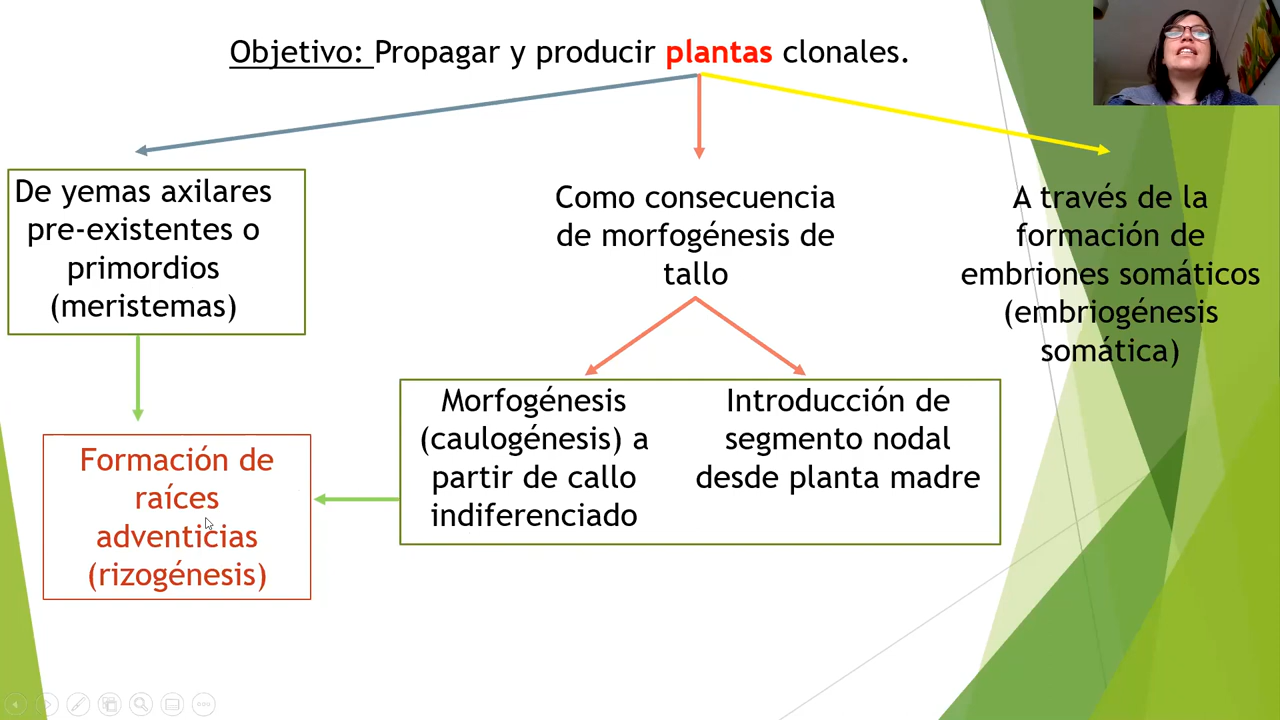 Objetivo: Propagar y producir plantas clonales.
De yemas axilares
pre-existentes o
primordios
(meristemas)
Como consecuencia
de morfogénesis de
tallo
A través de la
formación de
embriones somáticos
(embriogénesis
somática)
Morfogénesis
(caulogénesis) a
partir de callo
indiferenciado
Introducción de
segmento nodal
desde planta madre
Formación de
raíces
adventicias
(rizogénesis)